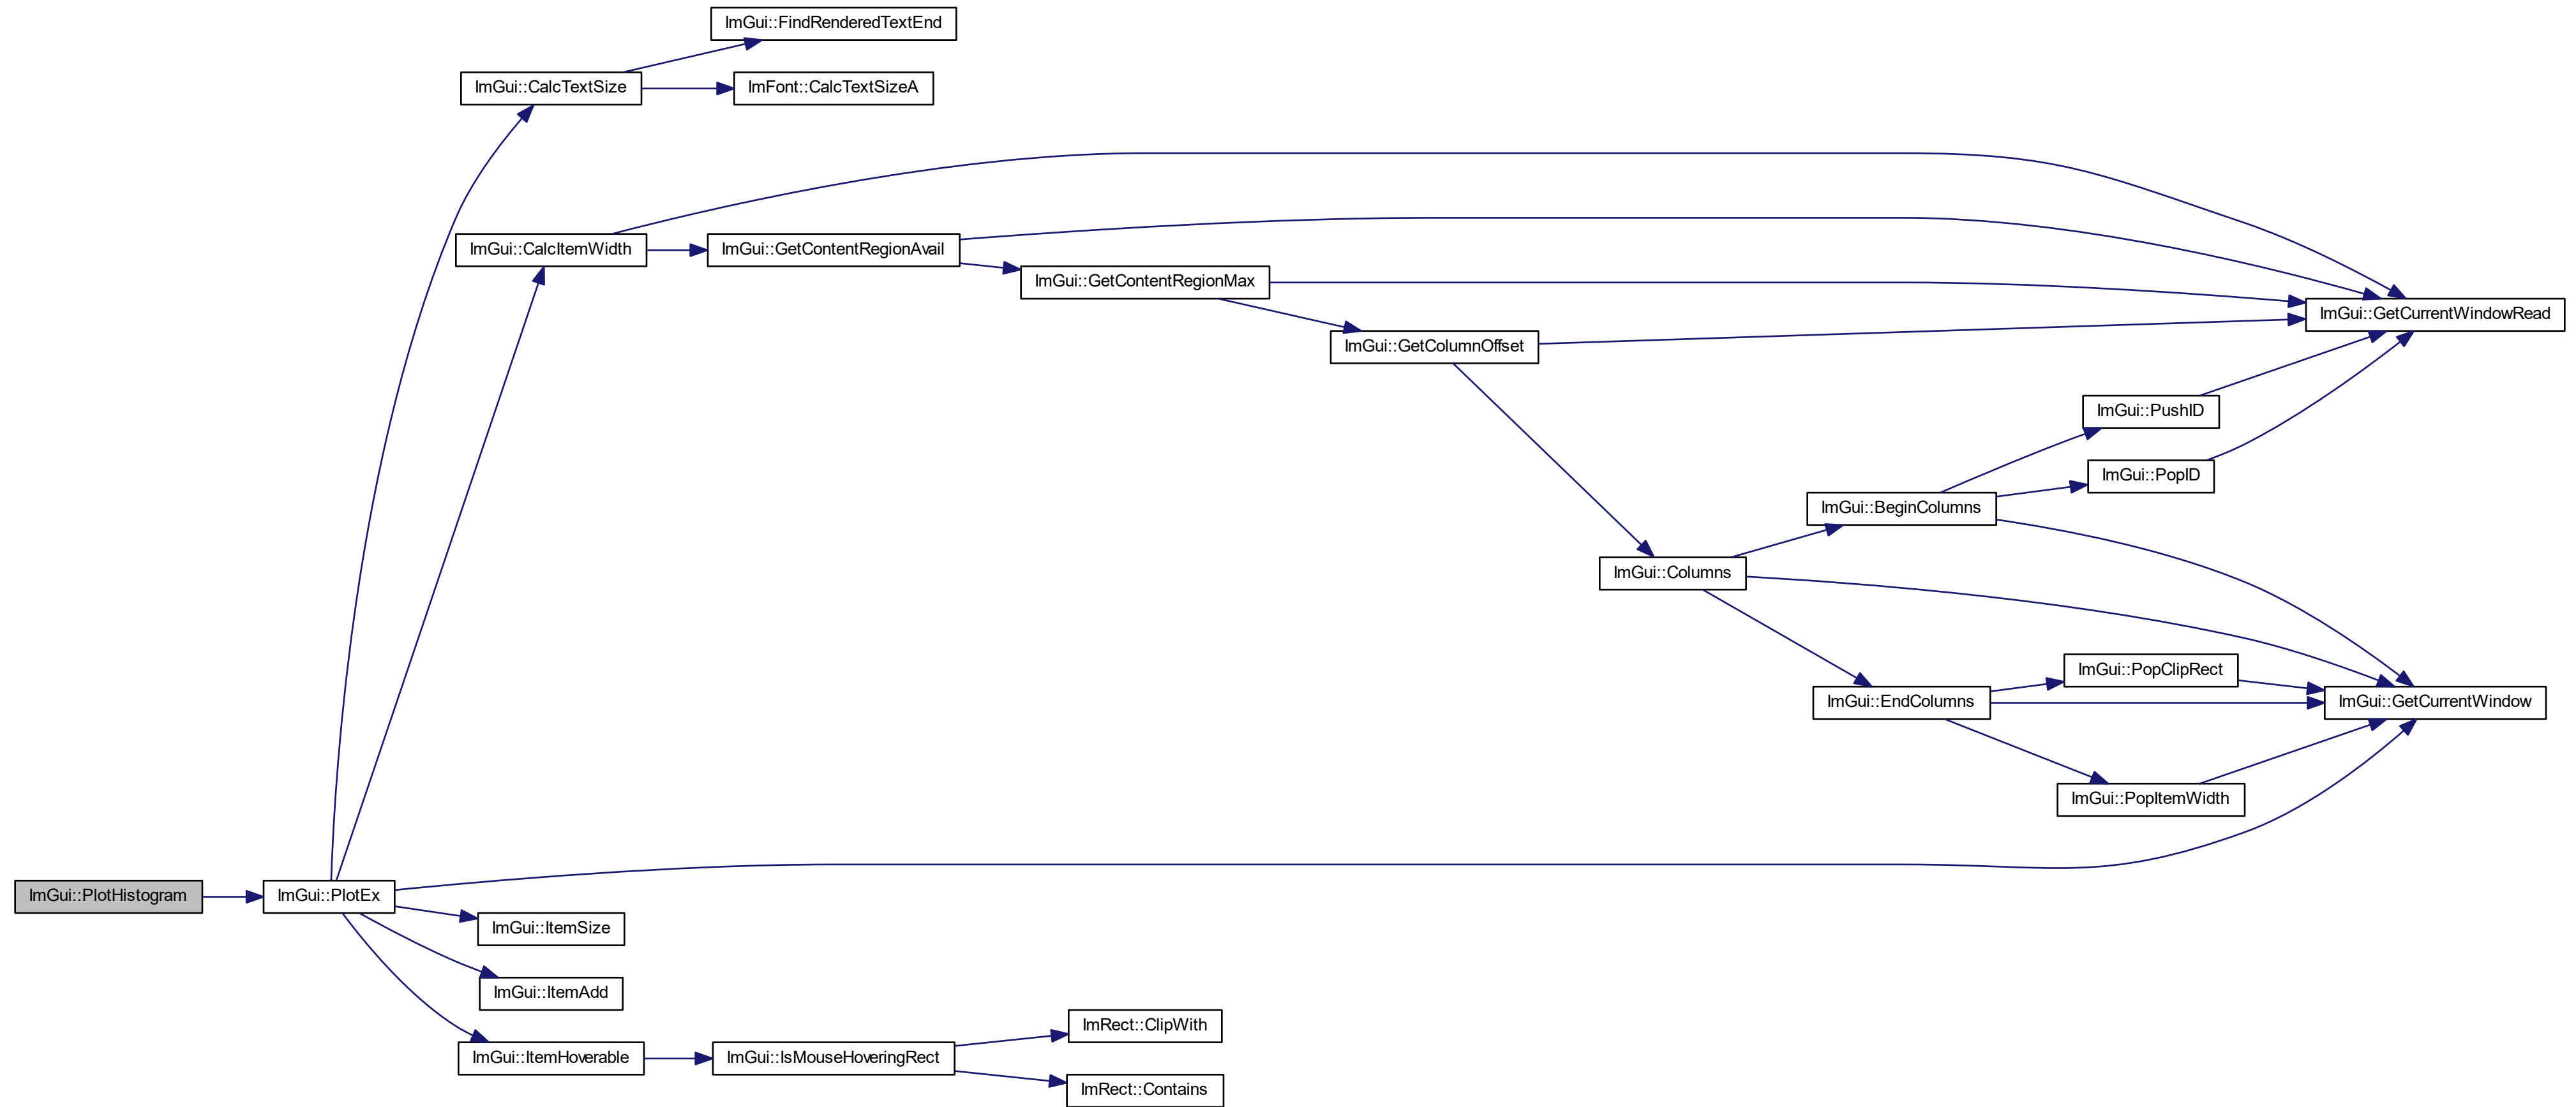 ImGui::FindRenderedTextEnd
ImGui::CalcTextSize
ImFont::CalcTextSizeA
ImGui::CalcItemWidth
ImGui::GetContentRegionAvail
ImGui::GetContentRegionMax
ImGui::GetCurrentWindowRead
ImGui::GetColumnOffset
ImGui::PushID
ImGui::PopID
ImGui::BeginColumns
ImGui::Columns
ImGui::PopClipRect
ImGui::EndColumns
ImGui::GetCurrentWindow
ImGui::PopItemWidth
ImGui::PlotHistogram
ImGui::PlotEx
ImGui::ItemSize
ImGui::ItemAdd
ImRect::ClipWith
ImGui::ItemHoverable
ImGui::IsMouseHoveringRect
ImRect::Contains